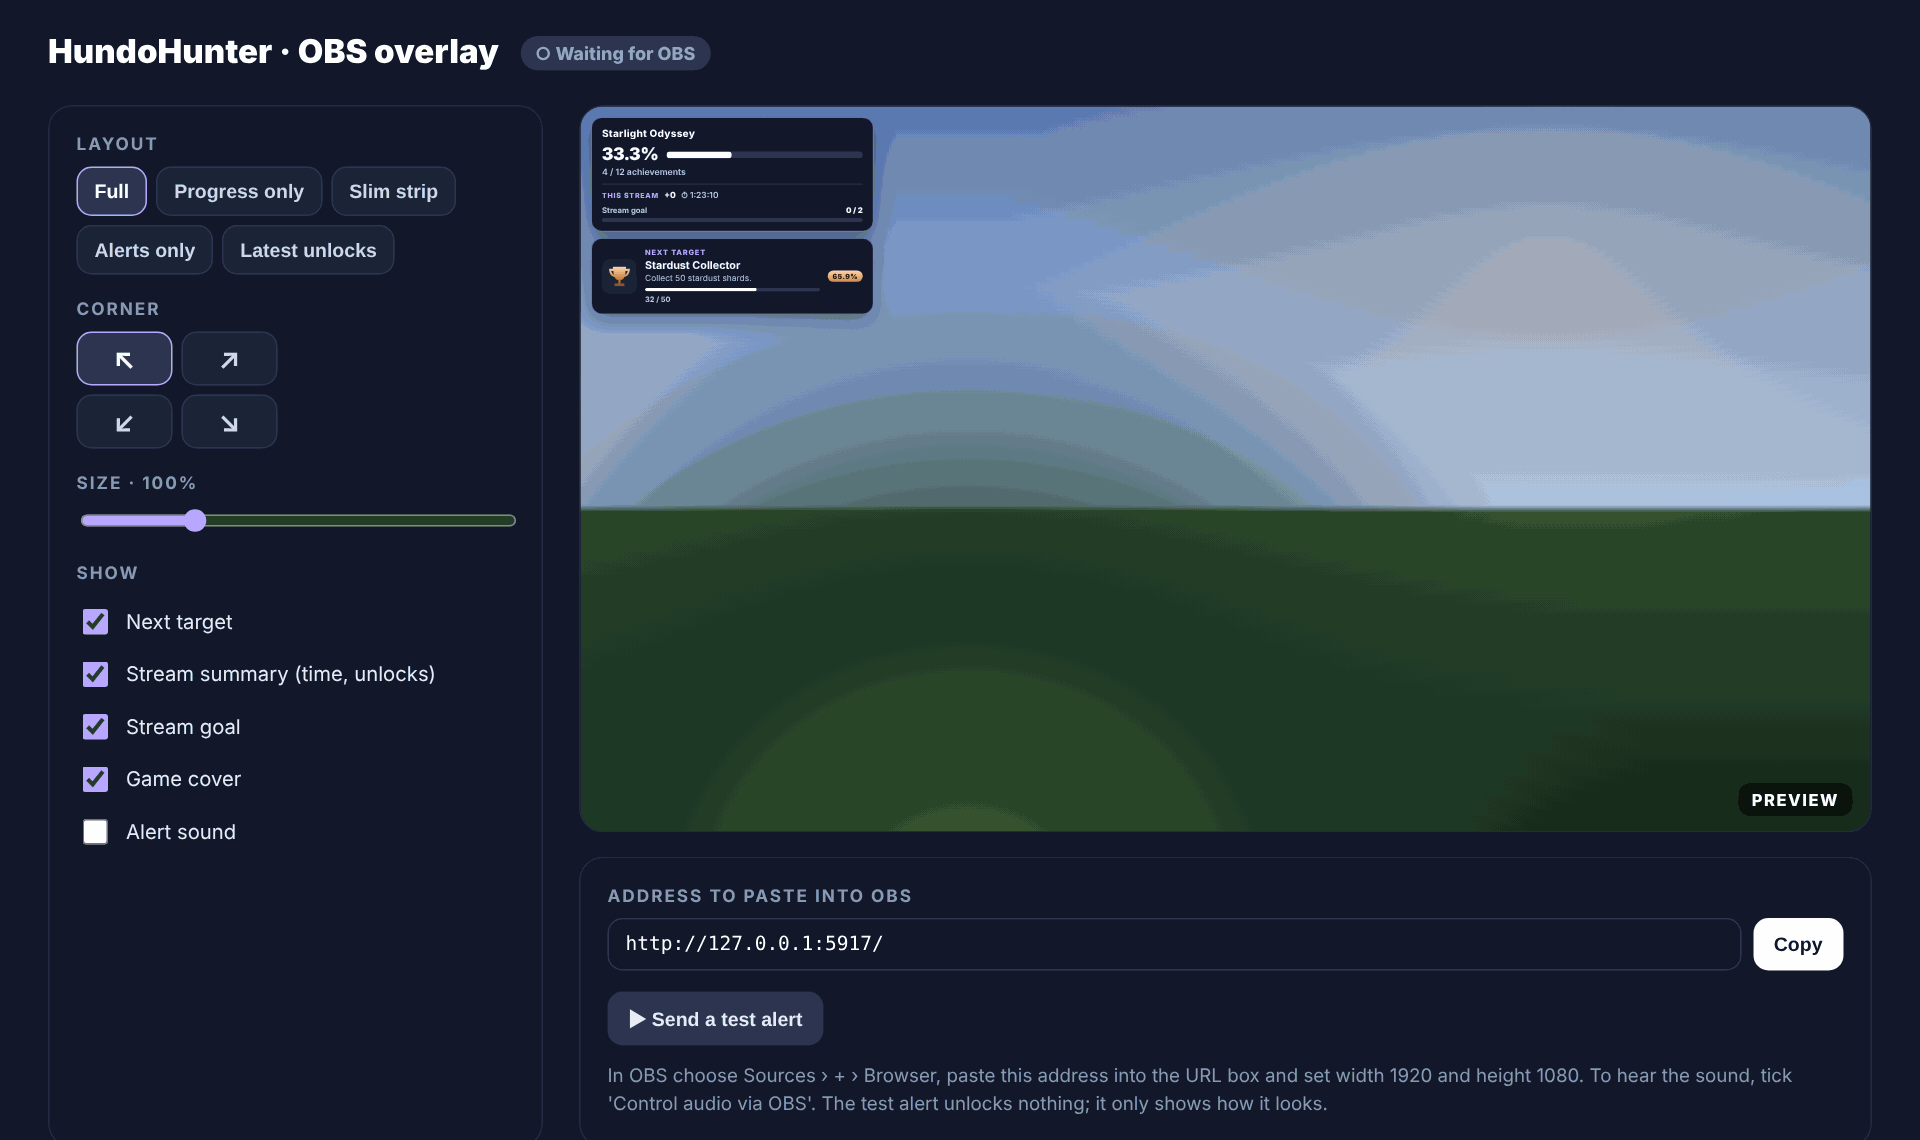 HundoHunter · OBS overlay
Waiting for OBS
LAYOUT
Full
Progress only
Slim strip
Alerts only
Latest unlocks
CORNER
SIZE · 100%
SHOW
Next target
Stream summary (time, unlocks)
Stream goal
Game cover
Alert sound
Starlight Odyssey
33.3%
4 / 12 achievements
THIS STREAM +0 ⏱ 1:23:10
Stream goal 0 / 2
NEXT TARGET
Stardust Collector
Collect 50 stardust shards.
65.9%
32 / 50
PREVIEW
ADDRESS TO PASTE INTO OBS
http://127.0.0.1:5917/
Copy
Send a test alert
In OBS choose Sources › + › Browser, paste this address into the URL box and set width 1920 and height 1080. To hear the sound, tick
'Control audio via OBS'. The test alert unlocks nothing; it only shows how it looks.